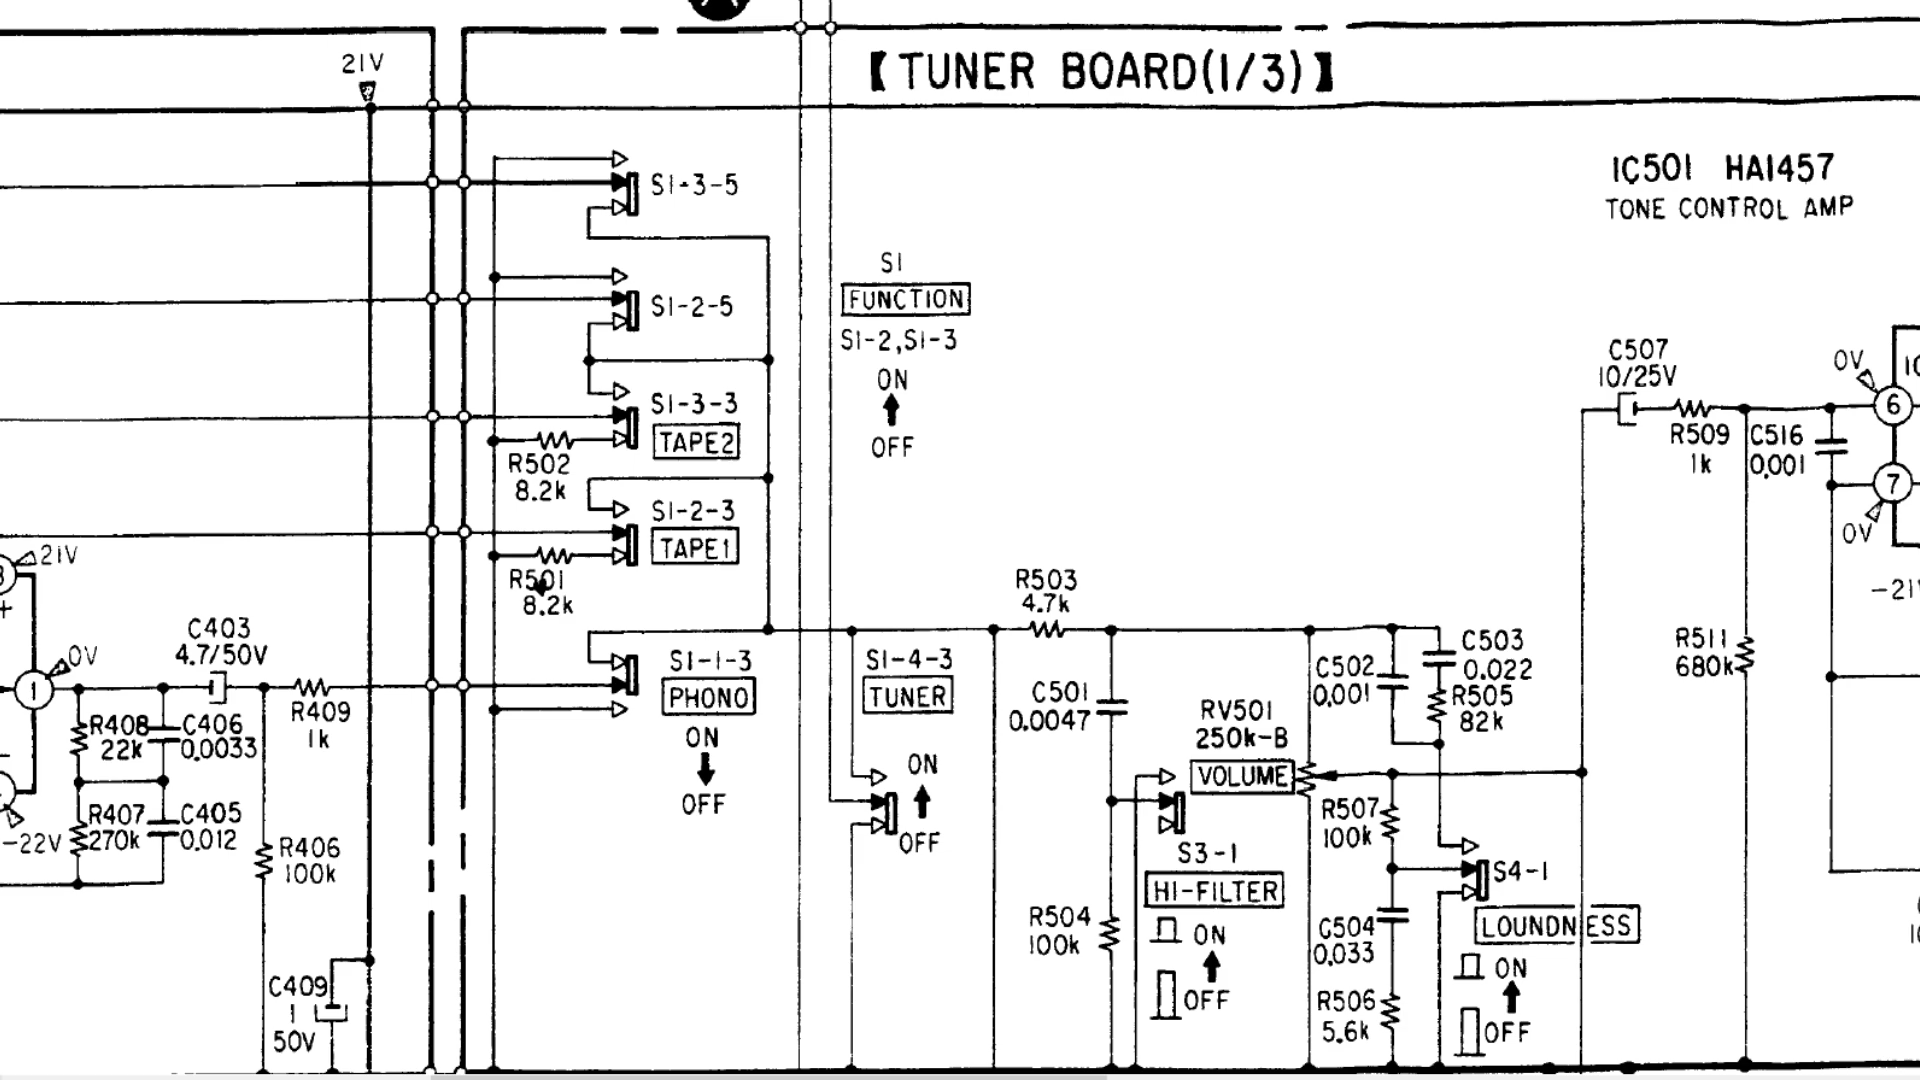 21V
【TUNER BOARD(1/3)】
S1-3-5
IC501 HA1457
TONE CONTROL AMP
S1-2-5
S1
FUNCTION
S1-2,S1-3
ON
OFF
S1-3-3
TAPE2
R502
8.2k
S1-2-3
TAPE1
R501
8.2k
C507
10/25V
R509
1k
C516
0.001
0V
6
7
0V
R511
680k
21V
+
0V
1
C403
4.7/50V
R409
1k
R408
22k
C406
0.0033
R407
270k
C405
0.012
-22V
R406
100k
C409
1
50V
S1-1-3
PHONO
ON
OFF
S1-4-3
TUNER
ON
OFF
R503
4.7k
C501
0.0047
R504
100k
RV501
250k-B
VOLUME
S3-1
HI-FILTER
ON
OFF
C502
0.001
C503
0.022
R505
82k
R507
100k
C504
0.033
R506
5.6k
S4-1
LOUNDNESS
ON
OFF